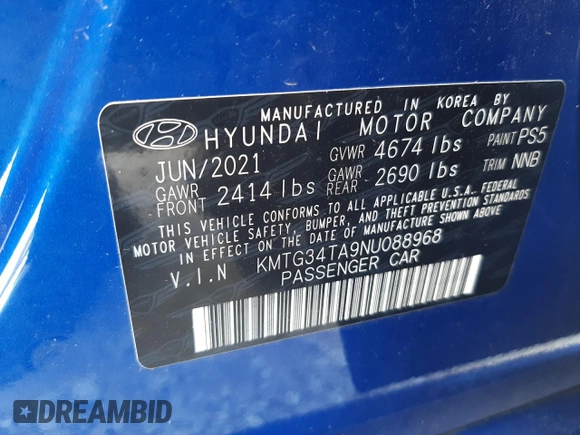 MANUFACTURED IN KOREA BY
HYUNDAI MOTOR COMPANY
JUN/2021 GVWR 4674 lbs PAINT PS5
GAWR FRONT 2414 lbs GAWR REAR 2690 lbs TRIM NNB
THIS VEHICLE CONFORMS TO ALL APPLICABLE U.S.A. FEDERAL
MOTOR VEHICLE SAFETY, BUMPER, AND THEFT PREVENTION STANDARDS
IN EFFECT ON THE DATE OF MANUFACTURE SHOWN ABOVE.
V.I.N KMTG34TA9NU088968
PASSENGER CAR
DREAMBID